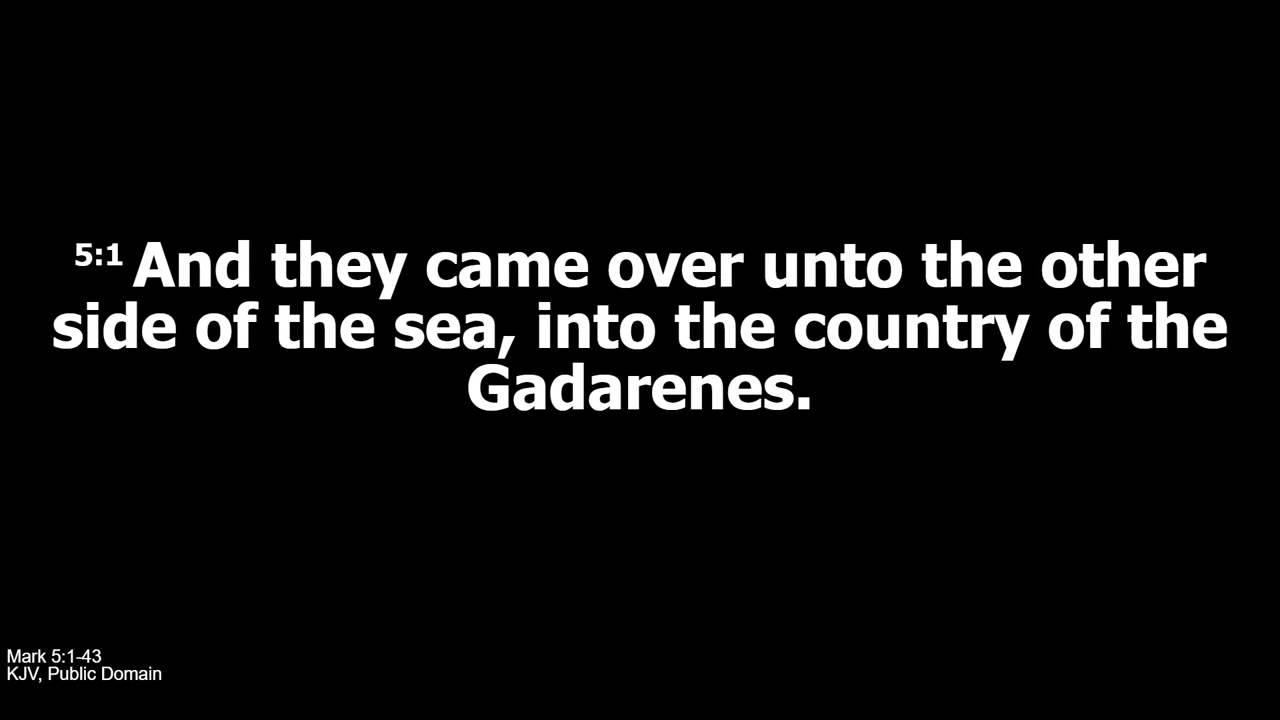 5:1 And they came over unto the other
side of the sea, into the country of the
Gadarenes.
Mark 5:1-43
KJV, Public Domain